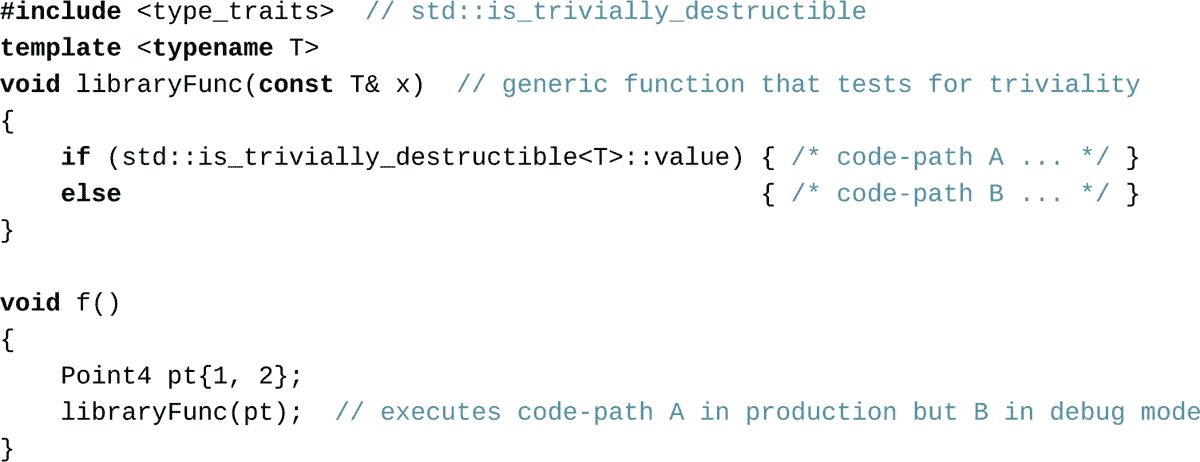 #include <type_traits>  // std::is_trivially_destructible
template <typename T>
void libraryFunc(const T& x)  // generic function that tests for triviality
{
    if (std::is_trivially_destructible<T>::value) { /* code-path A ... */ }
    else                                          { /* code-path B ... */ }
}

void f()
{
    Point4 pt{1, 2};
    libraryFunc(pt);  // executes code-path A in production but B in debug mode
}